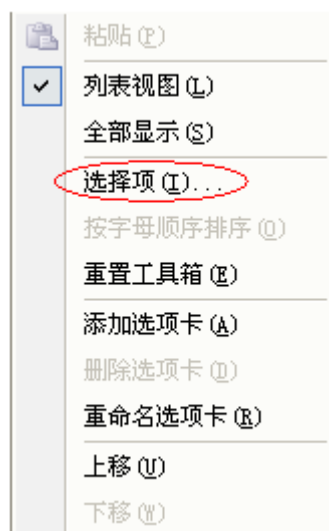 粘贴(P)
列表视图(L)
全部显示(S)
选择项(I)...
按字母顺序排序(O)
重置工具箱(E)
添加选项卡(A)
删除选项卡(D)
重命名选项卡(R)
上移(U)
下移(W)